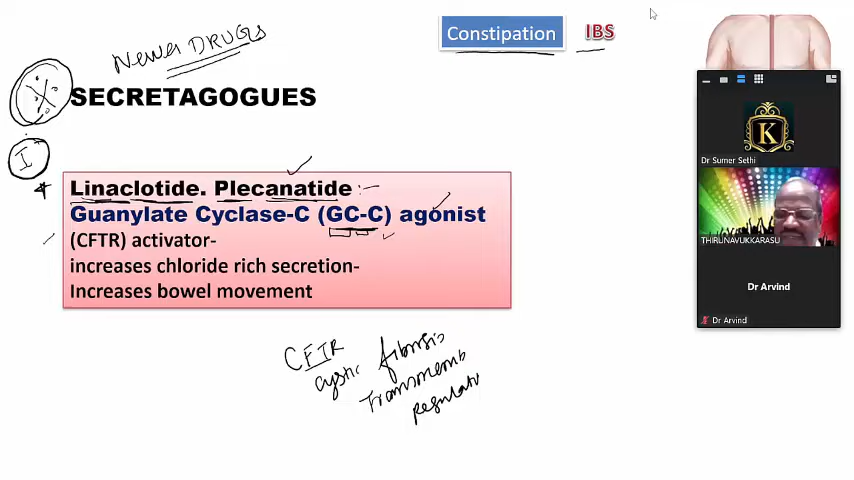 Newer DRUGS
Constipation IBS
SECRETAGOGUES
I
Linaclotide. Plecanatide
Guanylate Cyclase-C (GC-C) agonist
(CFTR) activator-
increases chloride rich secretion-
Increases bowel movement
CFTR
cystic fibrosis
Transmemb
regulato
K
Dr Sumer Sethi
THIRUNAVUKKARASU
Dr Arvind
Dr Arvind